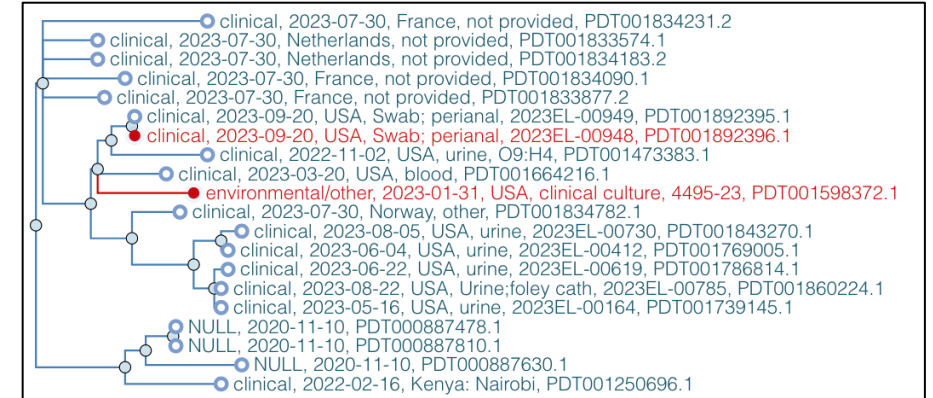 clinical, 2023-07-30, France, not provided, PDT001834231.2
clinical, 2023-07-30, Netherlands, not provided, PDT001833574.1
clinical, 2023-07-30, Netherlands, not provided, PDT001834183.2
clinical, 2023-07-30, France, not provided, PDT001834090.1
clinical, 2023-07-30, France, not provided, PDT001833877.2
clinical, 2023-09-20, USA, Swab; perianal, 2023EL-00949, PDT001892395.1
clinical, 2023-09-20, USA, Swab; perianal, 2023EL-00948, PDT001892396.1
clinical, 2022-11-02, USA, urine, O9:H4, PDT001473383.1
clinical, 2023-03-20, USA, blood, PDT001664216.1
environmental/other, 2023-01-31, USA, clinical culture, 4495-23, PDT001598372.1
clinical, 2023-07-30, Norway, other, PDT001834782.1
clinical, 2023-08-05, USA, urine, 2023EL-00730, PDT001843270.1
clinical, 2023-06-04, USA, urine, 2023EL-00412, PDT001769005.1
clinical, 2023-06-22, USA, urine, 2023EL-00619, PDT001786814.1
clinical, 2023-08-22, USA, Urine;foley cath, 2023EL-00785, PDT001860224.1
clinical, 2023-05-16, USA, urine, 2023EL-00164, PDT001739145.1
NULL, 2020-11-10, PDT000887478.1
NULL, 2020-11-10, PDT000887810.1
NULL, 2020-11-10, PDT000887630.1
clinical, 2022-02-16, Kenya: Nairobi, PDT001250696.1